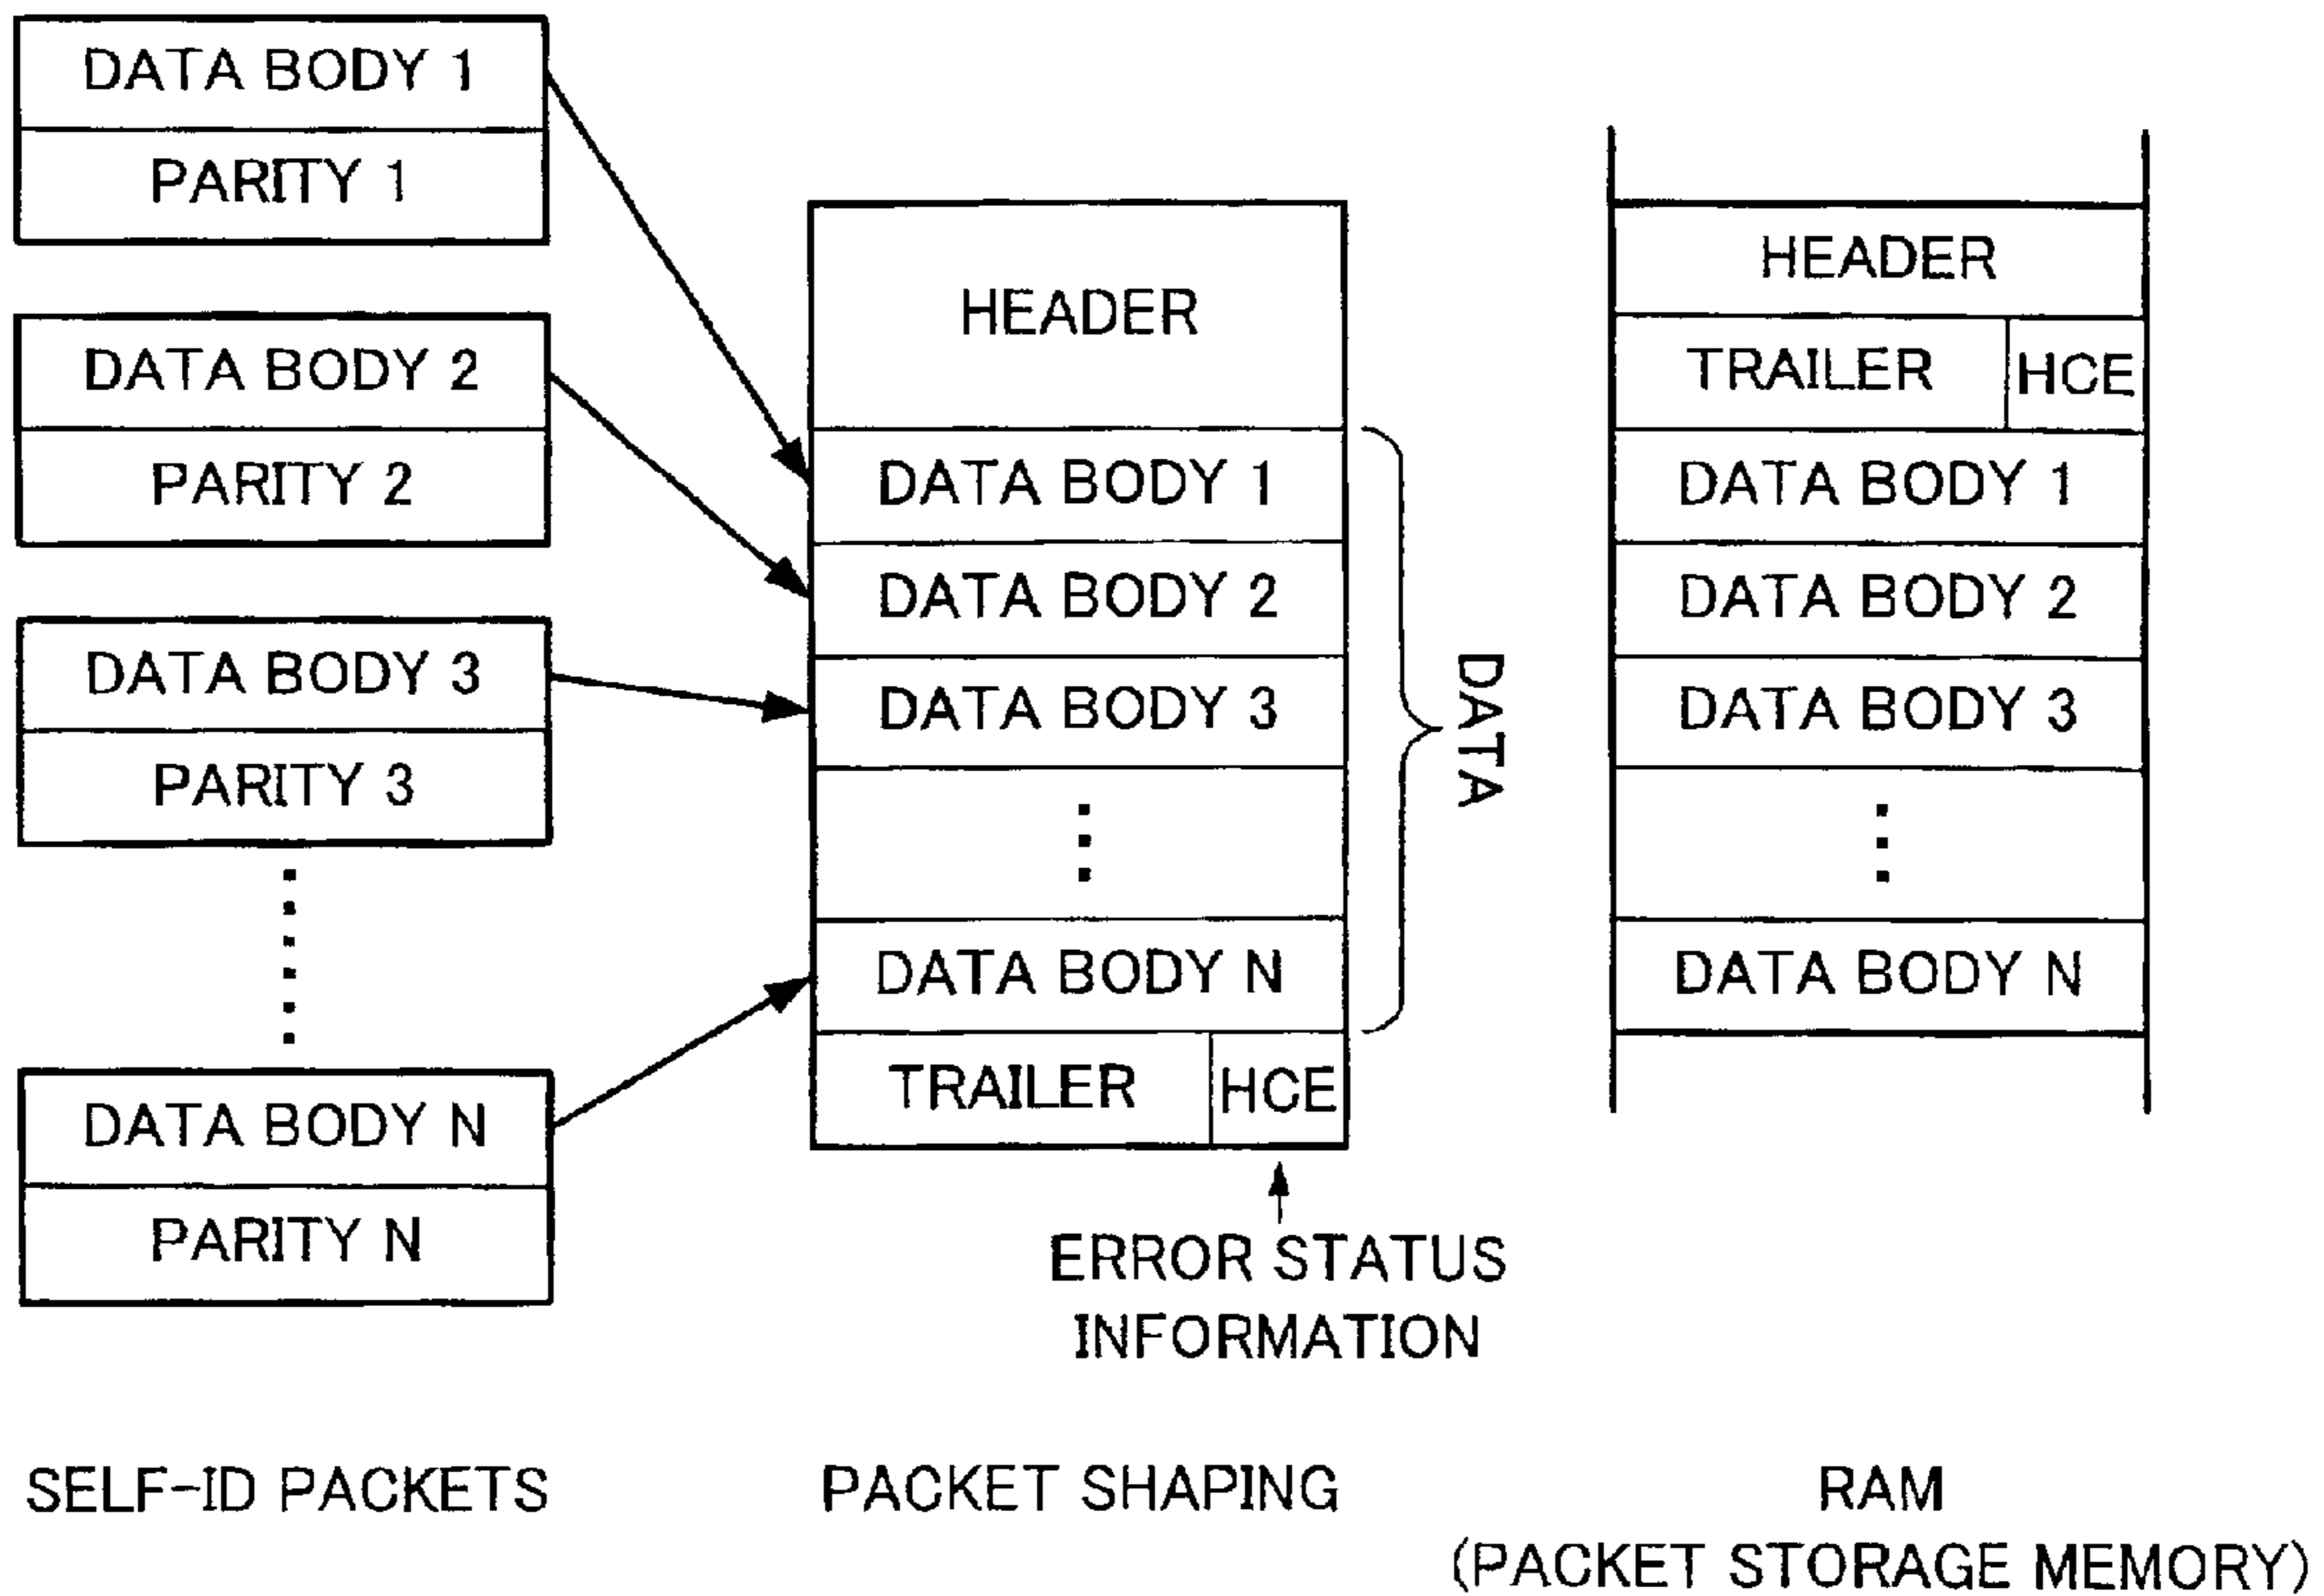 DATA BODY 1
PARITY 1
DATA BODY 2
PARITY 2
DATA BODY 3
PARITY 3
DATA BODY N
PARITY N
SELF-ID PACKETS
HEADER
DATA BODY 1
DATA BODY 2
DATA BODY 3
DATA BODY N
TRAILER HCE
DATA
ERROR STATUS
INFORMATION
PACKET SHAPING
HEADER
TRAILER HCE
DATA BODY 1
DATA BODY 2
DATA BODY 3
DATA BODY N
RAM
(PACKET STORAGE MEMORY)